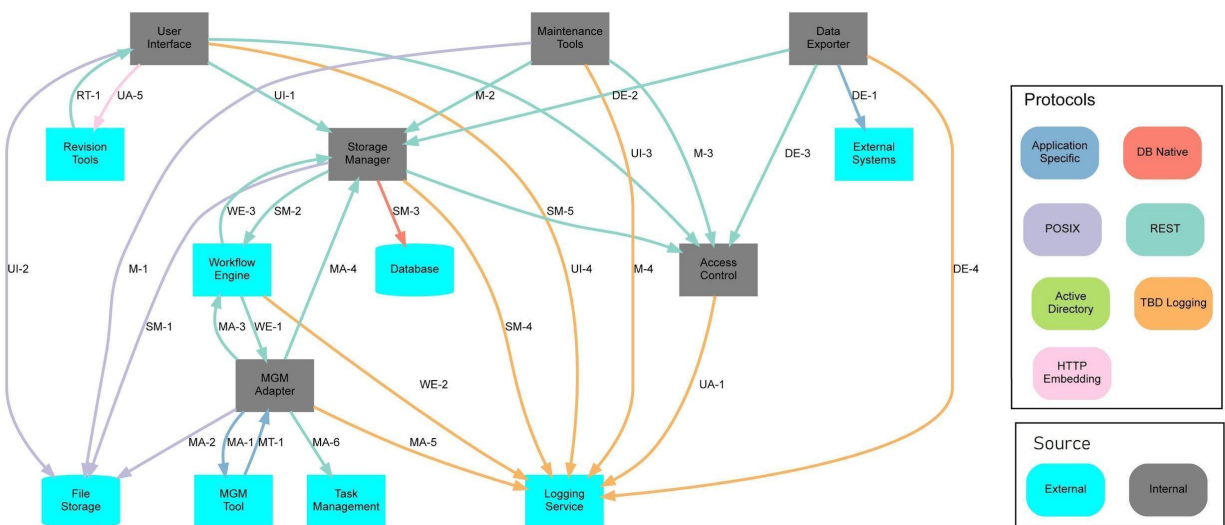 User
Interface
Maintenance
Tools
Data
Exporter
RT-1
UA-5
UI-1
M-2
DE-2
DE-1
Protocols
Application
Specific
DB Native
Revision
Tools
Storage
Manager
UI-3
M-3
DE-3
External
Systems
WE-3
SM-2
SM-3
SM-5
POSIX
REST
UI-2
M-1
Workflow
Engine
MA-4
Database
UI-4
M-4
Access
Control
DE-4
Active
Directory
TBD Logging
SM-1
MA-3
WE-1
SM-4
MGM
Adapter
WE-2
UA-1
HTTP
Embedding
MA-2
MA-1
MT-1
MA-6
MA-5
Source
File
Storage
MGM
Tool
Task
Management
Logging
Service
External
Internal